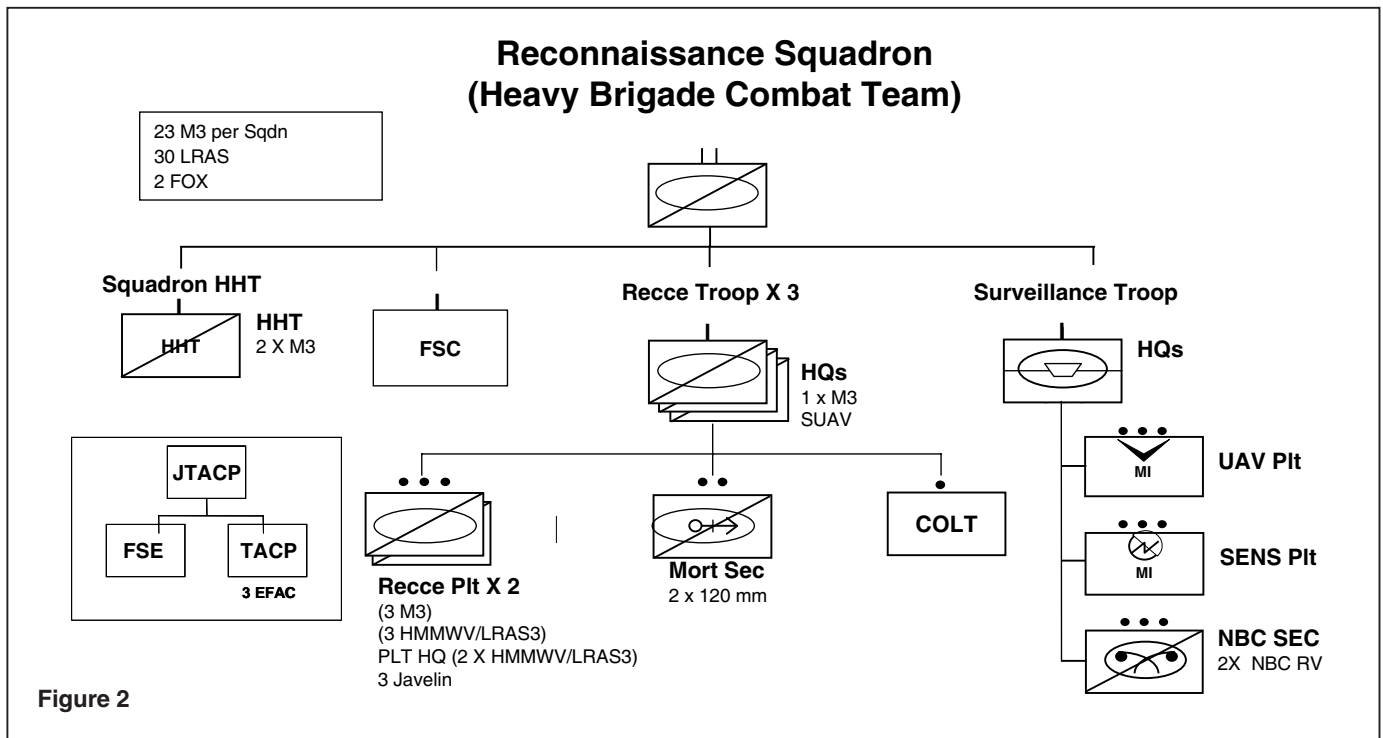 Reconnaissance Squadron
(Heavy Brigade Combat Team)
23 M3 per Sqdn
30 LRAS
2 FOX
Squadron HHT
HHT
HHT
2 X M3
FSC
Recce Troop X 3
HQs
1 x M3
SUAV
Surveillance Troop
HQs
JTACP
FSE
TACP
3 EFAC
Recce Plt X 2
(3 M3)
(3 HMMWV/LRAS3)
PLT HQ (2 X HMMWV/LRAS3)
3 Javelin
Mort Sec
2 x 120 mm
COLT
MI
UAV Plt
MI
SENS Plt
NBC SEC
2X NBC RV
Figure 2